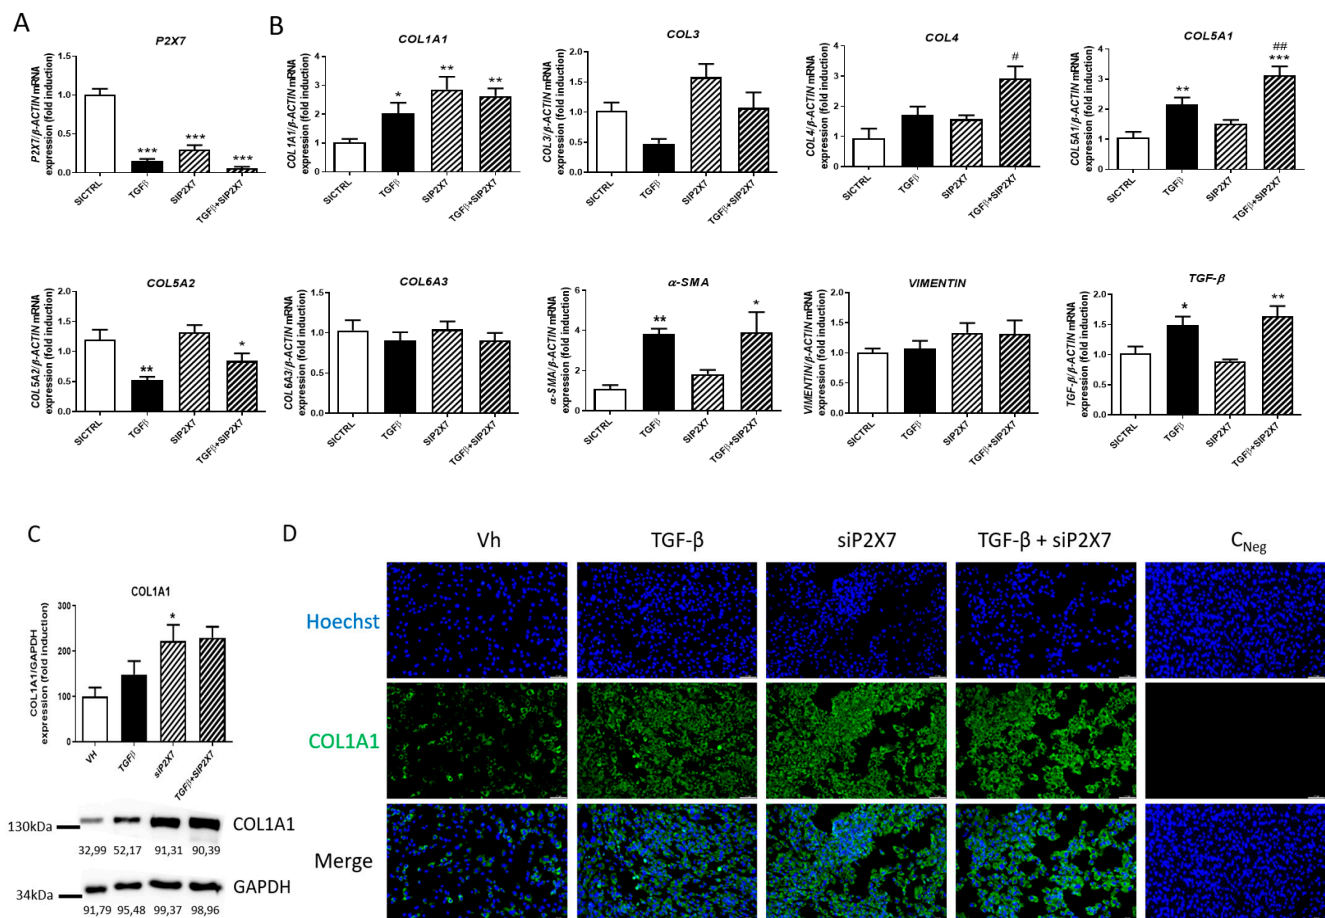 A
P2X7
P2X7/β-ACTIN mRNA
expression (fold induction)
1.5
1.0
0.5
0.0
***
***
***
SICTRL
TGFβ
SIP2X7
TGFβ+SIP2X7
B
COL1A1
COL1A1/β-ACTIN mRNA
expression (fold induction)
4
3
2
1
0
*
**
**
SICTRL
TGFβ
SIP2X7
TGFβ+SIP2X7
COL3
COL3/β-ACTIN mRNA
expression (fold induction)
2.0
1.5
1.0
0.5
0.0
SICTRL
TGFβ
SIP2X7
TGFβ+SIP2X7
COL4
COL4/β-ACTIN mRNA
expression (fold induction)
4
3
2
1
0
#
SICTRL
TGFβ
SIP2X7
TGFβ+SIP2X7
COL5A1
COL5A1/β-ACTIN mRNA
expression (fold induction)
4
3
2
1
0
**
##
***
SICTRL
TGFβ
SIP2X7
TGFβ+SIP2X7
COL5A2
COL5A2/β-ACTIN mRNA
expression (fold induction)
2.0
1.5
1.0
0.5
0.0
**
*
SICTRL
TGFβ
SIP2X7
TGFβ+SIP2X7
COL6A3
COL6A3/β-ACTIN mRNA
expression (fold induction)
1.5
1.0
0.5
0.0
SICTRL
TGFβ
SIP2X7
TGFβ+SIP2X7
α-SMA
α-SMA/β-ACTIN mRNA
expression (fold induction)
6
4
2
0
**
*
SICTRL
TGFβ
SIP2X7
TGFβ+SIP2X7
VIMENTIN
VIMENTIN/β-ACTIN mRNA
expression (fold induction)
2.0
1.5
1.0
0.5
0.0
SICTRL
TGFβ
SIP2X7
TGFβ+SIP2X7
TGF-β
TGF-β/β-ACTIN mRNA
expression (fold induction)
2.0
1.5
1.0
0.5
0.0
*
**
SICTRL
TGFβ
SIP2X7
TGFβ+SIP2X7
C
COL1A1
COL1A1/GAPDH
expression (fold induction)
300
200
100
0
*
VH
TGFβ
siP2X7
TGFβ+SIP2X7
130kDa
COL1A1
32,99 52,17 91,31 90,39
34kDa
GAPDH
91,79 95,48 99,37 98,96
D
Vh TGF-β siP2X7 TGF-β + siP2X7 CNeg
Hoechst
COL1A1
Merge